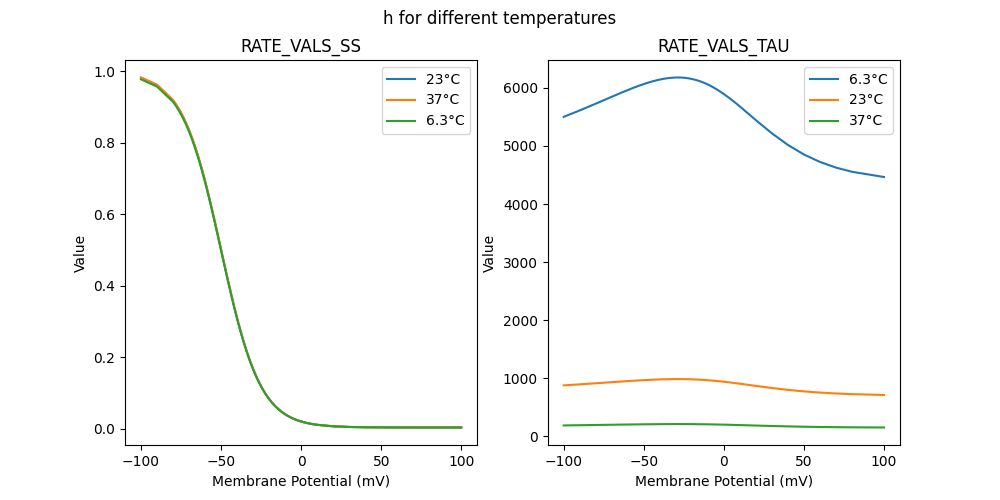 h for different temperatures
RATE_VALS_SS
1.0
0.8
0.6
0.4
0.2
0.0
Value
−100
−50
0
50
100
Membrane Potential (mV)
23°C
37°C
6.3°C
RATE_VALS_TAU
6000
5000
4000
3000
2000
1000
0
Value
−100
−50
0
50
100
Membrane Potential (mV)
6.3°C
23°C
37°C